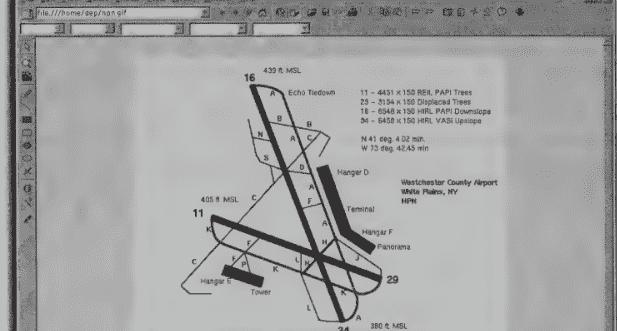 file:///home/dep/hpn.gif
439 ft MSL
16
A Echo Tiedown
11 - 4451 x 150 REIL PAPI Trees
29 - 3154 x 150 Displaced Trees
16 - 6548 x 150 HIRL PAPI Downslope
34 - 6458 x 150 HIRL VASI Upslope
B
B
N
A
C
N 41 deg. 4.02 min.
W 73 deg. 42.45 min
S
D
Hangar D
A
Westchester County Airport
White Plains, NY
HPN
C
F
405 ft MSL
Terminal
11
A
Hangar F
K
H
Panorama
F
C
F
P
L
J
K
Hangar E
29
Tower
K
L
A
34
380 ft MSL